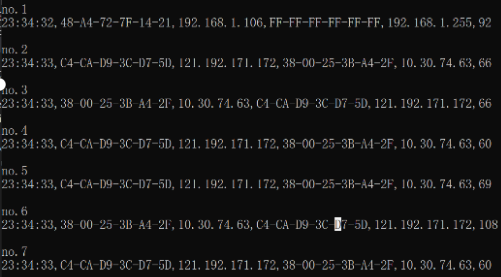 no.1
23:34:32,48-A4-72-7F-14-21,192.168.1.106,FF-FF-FF-FF-FF-FF,192.168.1.255,92
no.2
23:34:33,C4-CA-D9-3C-D7-5D,121.192.171.172,38-00-25-3B-A4-2F,10.30.74.63,66
no.3
23:34:33,38-00-25-3B-A4-2F,10.30.74.63,C4-CA-D9-3C-D7-5D,121.192.171.172,66
no.4
23:34:33,C4-CA-D9-3C-D7-5D,121.192.171.172,38-00-25-3B-A4-2F,10.30.74.63,60
no.5
23:34:33,C4-CA-D9-3C-D7-5D,121.192.171.172,38-00-25-3B-A4-2F,10.30.74.63,69
no.6
23:34:33,38-00-25-3B-A4-2F,10.30.74.63,C4-CA-D9-3C-D7-5D,121.192.171.172,108
no.7
23:34:33,C4-CA-D9-3C-D7-5D,121.192.171.172,38-00-25-3B-A4-2F,10.30.74.63,60